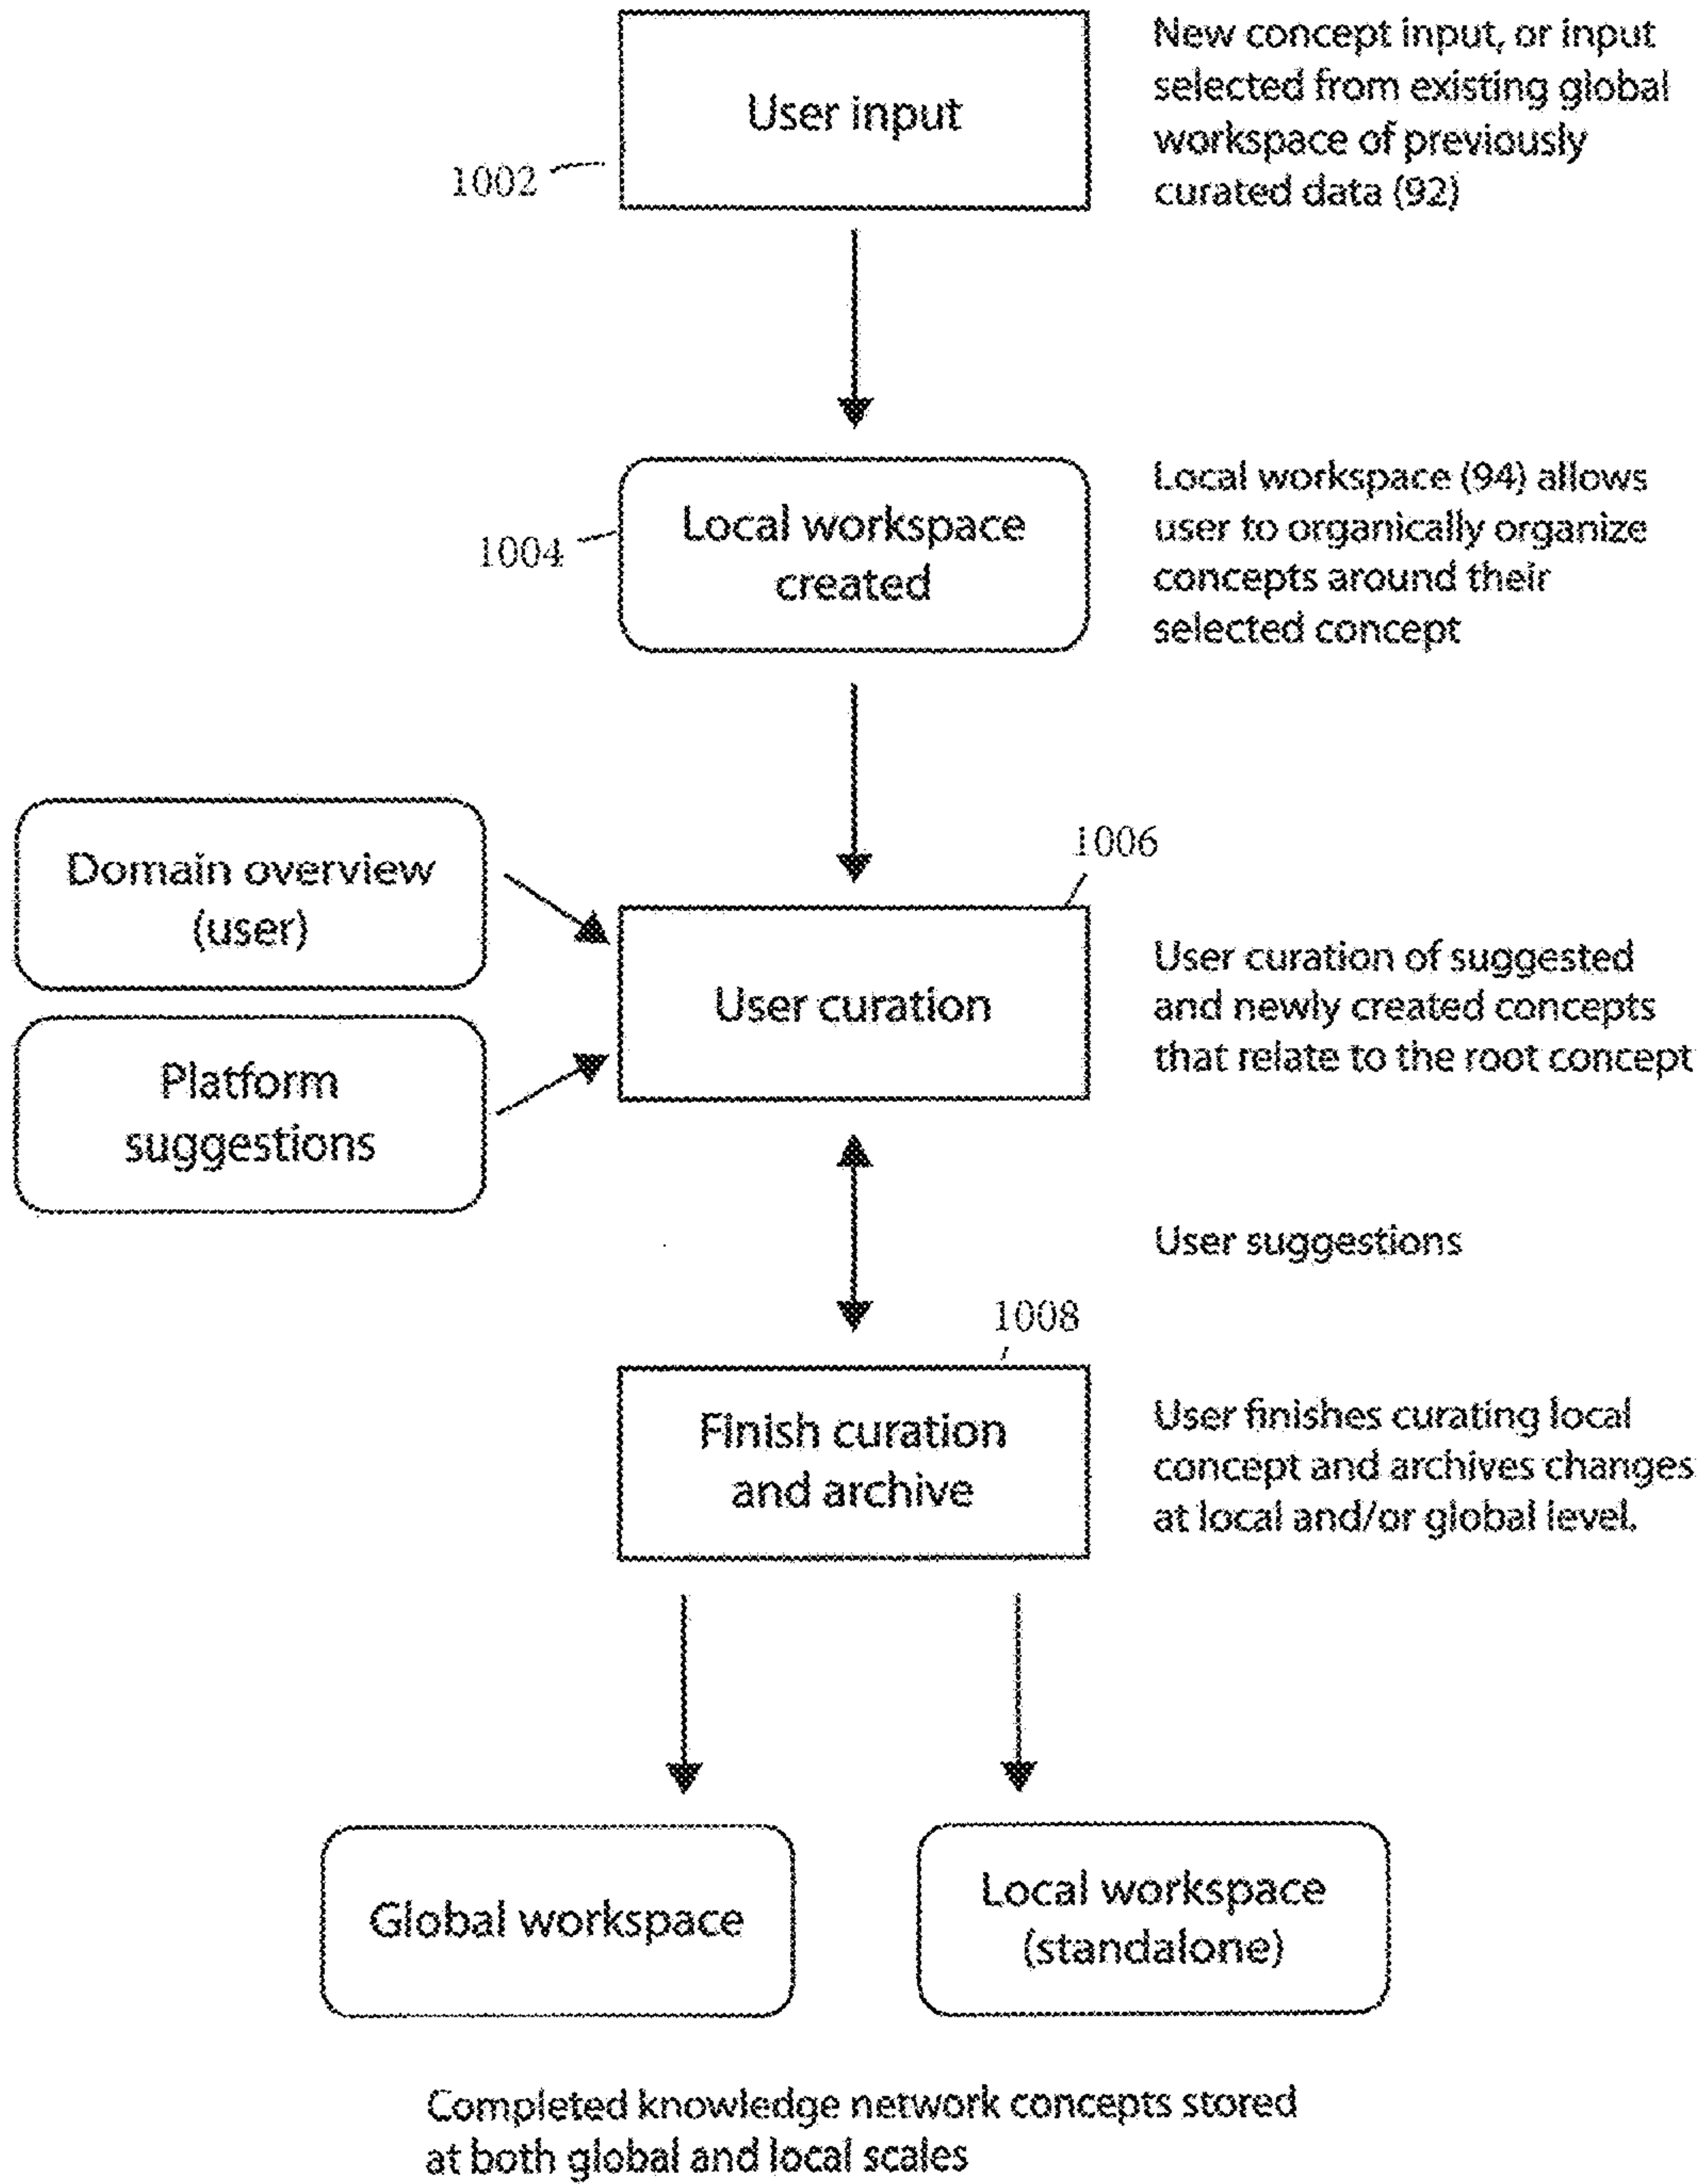 User input
1002
New concept input, or input
selected from existing global
workspace of previously
curated data (92)
Local workspace
created
1004
Local workspace (94) allows
user to organically organize
concepts around their
selected concept
Domain overview
(user)
Platform
suggestions
1006
User curation
User curation of suggested
and newly created concepts
that relate to the root concept
User suggestions
1008
Finish curation
and archive
User finishes curating local
concept and archives changes
at local and/or global level.
Global workspace
Local workspace
(standalone)
Completed knowledge network concepts stored
at both global and local scales